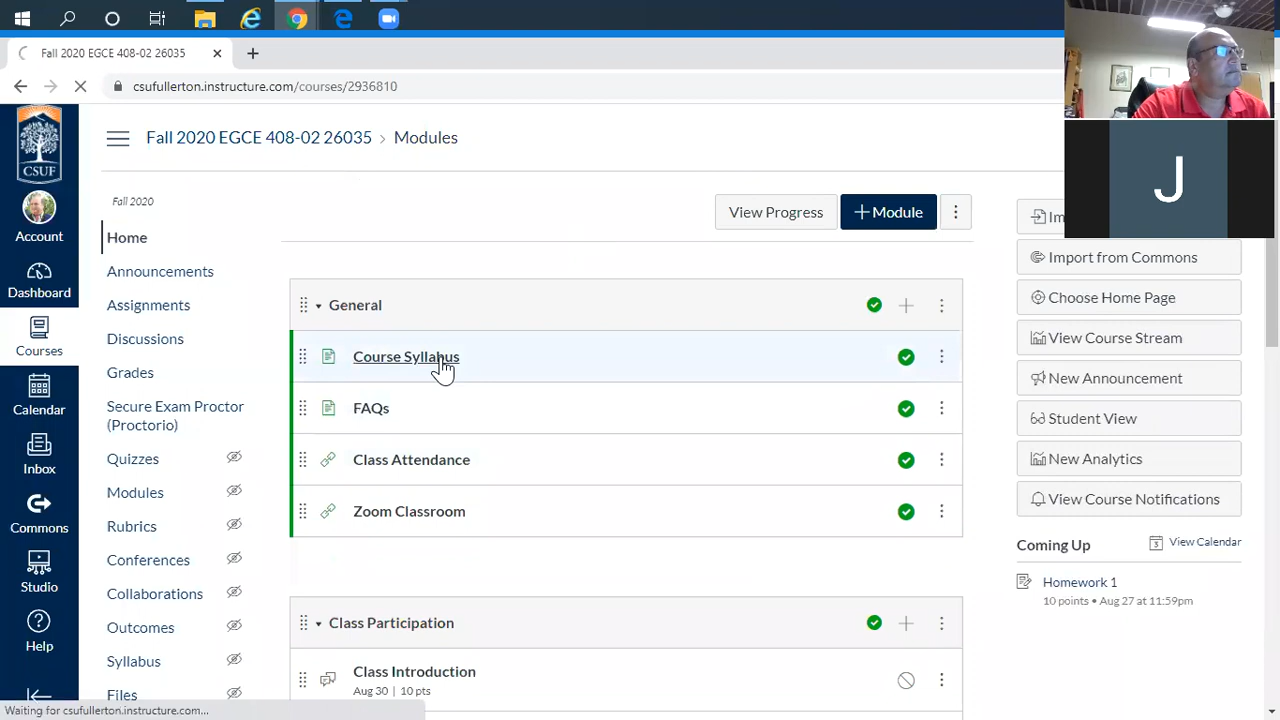 Fall 2020 EGCE 408-02 26035
csufullerton.instructure.com/courses/2936810
CSUF
Account
Dashboard
Courses
Calendar
Inbox
Commons
Studio
Help
Fall 2020 EGCE 408-02 26035 > Modules
Fall 2020
Home
Announcements
Assignments
Discussions
Grades
Secure Exam Proctor
(Proctorio)
Quizzes
Modules
Rubrics
Conferences
Collaborations
Outcomes
Syllabus
Files
View Progress
+ Module
General
Course Syllabus
FAQs
Class Attendance
Zoom Classroom
Class Participation
Class Introduction
Aug 30 | 10 pts
J
Im
Import from Commons
Choose Home Page
View Course Stream
New Announcement
Student View
New Analytics
View Course Notifications
Coming Up
3
View Calendar
Homework 1
10 points • Aug 27 at 11:59pm
Waiting for csufullerton.instructure.com...